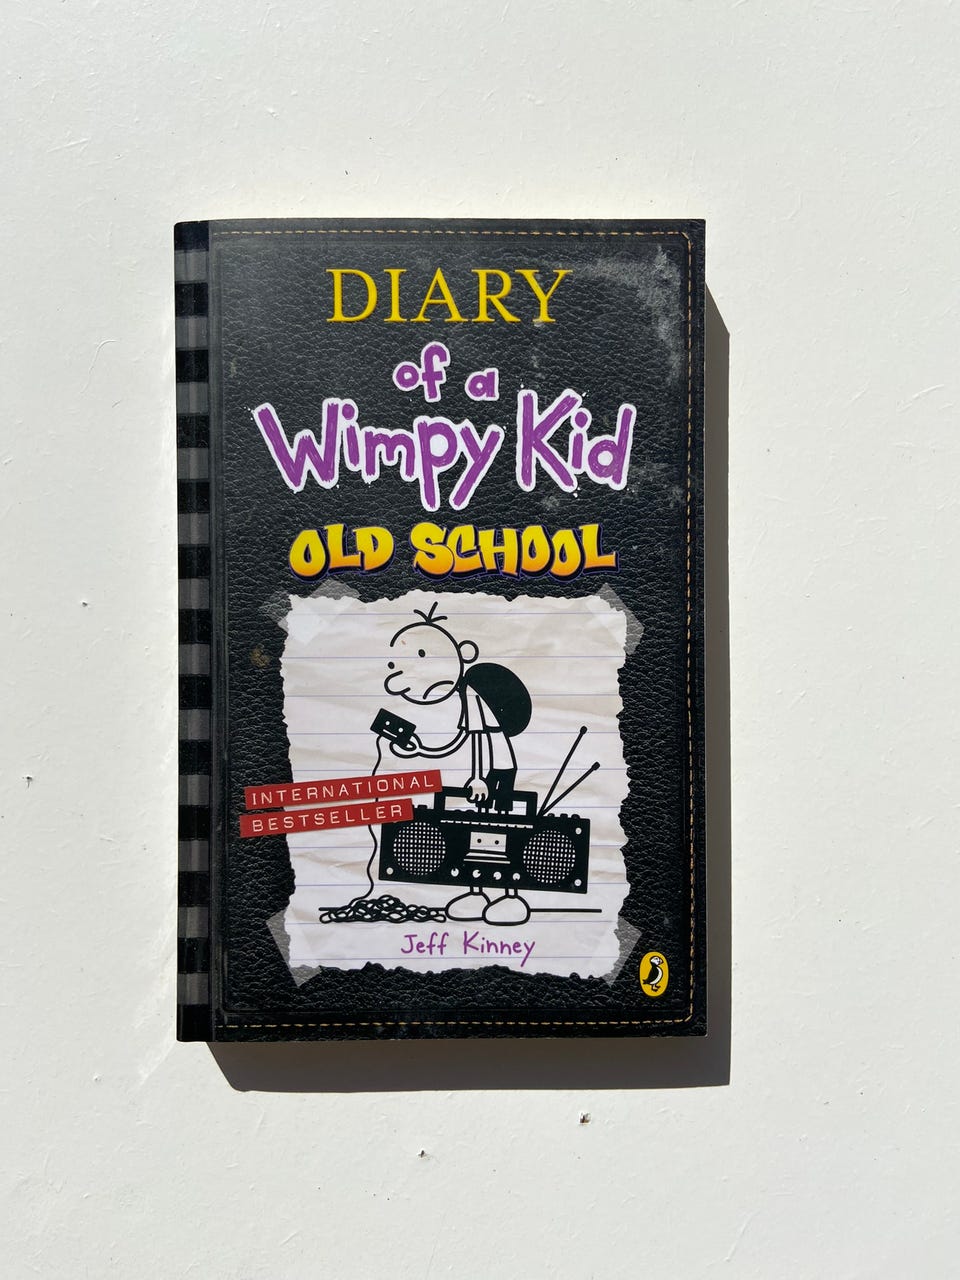 DIARY
of a
Wimpy Kid
OLD SCHOOL
INTERNATIONAL
BESTSELLER
Jeff Kinney